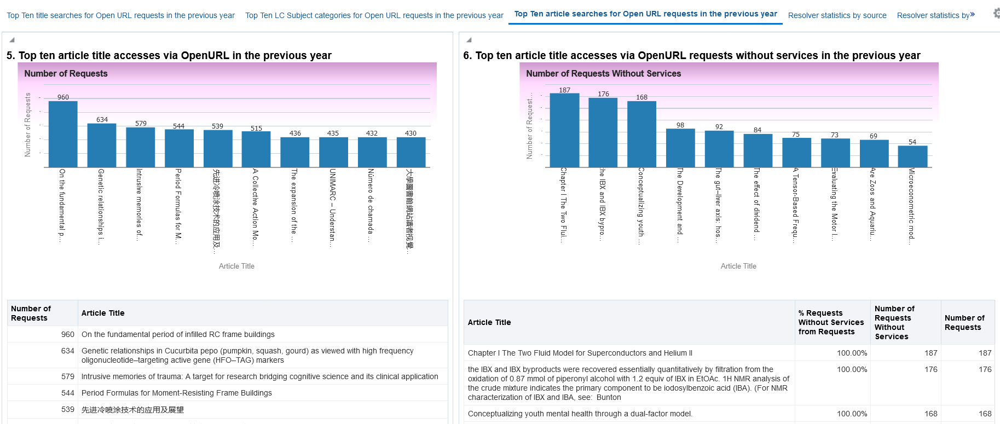 Top Ten title searches for Open URL requests in the previous year
Top Ten LC Subject categories for Open URL requests in the previous year
Top Ten article searches for Open URL requests in the previous year
Resolver statistics by source
Resolver statistics by»
5. Top ten article title accesses via OpenURL in the previous year
Number of Requests
Number of Requests
960
634
579
544
539
515
436
435
432
430
On the fundamental p...
Genetic relationships i...
Intrusive memories of...
Period Formulas for M...
先进冷喷涂技术的应用及...
A Collective Action Mo...
The expansion of the ...
UNIMARC – Understan...
Número de chamada ...
大學圖書館網站讀者视覺...
Article Title
Number of
Requests
Article Title
960 On the fundamental period of infilled RC frame buildings
634 Genetic relationships in Cucurbita pepo (pumpkin, squash, gourd) as viewed with high frequency
oligonucleotide–targeting active gene (HFO–TAG) markers
579 Intrusive memories of trauma: A target for research bridging cognitive science and its clinical application
544 Period Formulas for Moment-Resisting Frame Buildings
539 先进冷喷涂技术的应用及展望
6. Top ten article title accesses via OpenURL requests without services in the previous year
Number of Requests Without Services
Number of Request...
187
176
168
98
92
84
75
73
69
54
Chapter I The Two Flui...
the IBX and IBX bypro...
Conceptualizing youth ...
The Development and ...
The gut–liver axis: hos...
The effect of dividend ...
A Tensor-Based Frequ...
Evaluating the Motor I...
Are Zoos and Aquariu...
Microeconometric mod...
Article Title
Article Title
% Requests
Without Services
from Requests
Number of
Requests
Without
Services
Number of
Requests
Chapter I The Two Fluid Model for Superconductors and Helium II 100.00% 187 187
the IBX and IBX byproducts were recovered essentially quantitatively by filtration from the 100.00% 176 176
oxidation of 0.87 mmol of piperonyl alcohol with 1.2 equiv of IBX in EtOAc. 1H NMR analysis of
the crude mixture indicates the primary component to be iodosylbenzoic acid (IBA). (For NMR
characterization of IBX and IBA, see: Bunton
Conceptualizing youth mental health through a dual-factor model. 100.00% 168 168